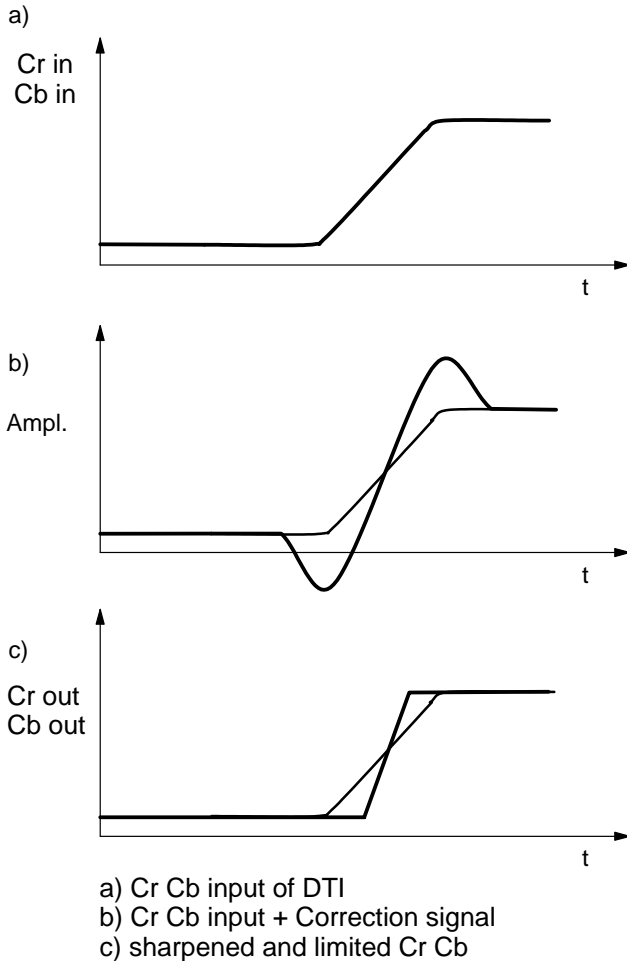 a)
Cr in
Cb in
t
b)
Ampl.
t
c)
Cr out
Cb out
t
a) Cr Cb input of DTI
b) Cr Cb input + Correction signal
c) sharpened and limited Cr Cb